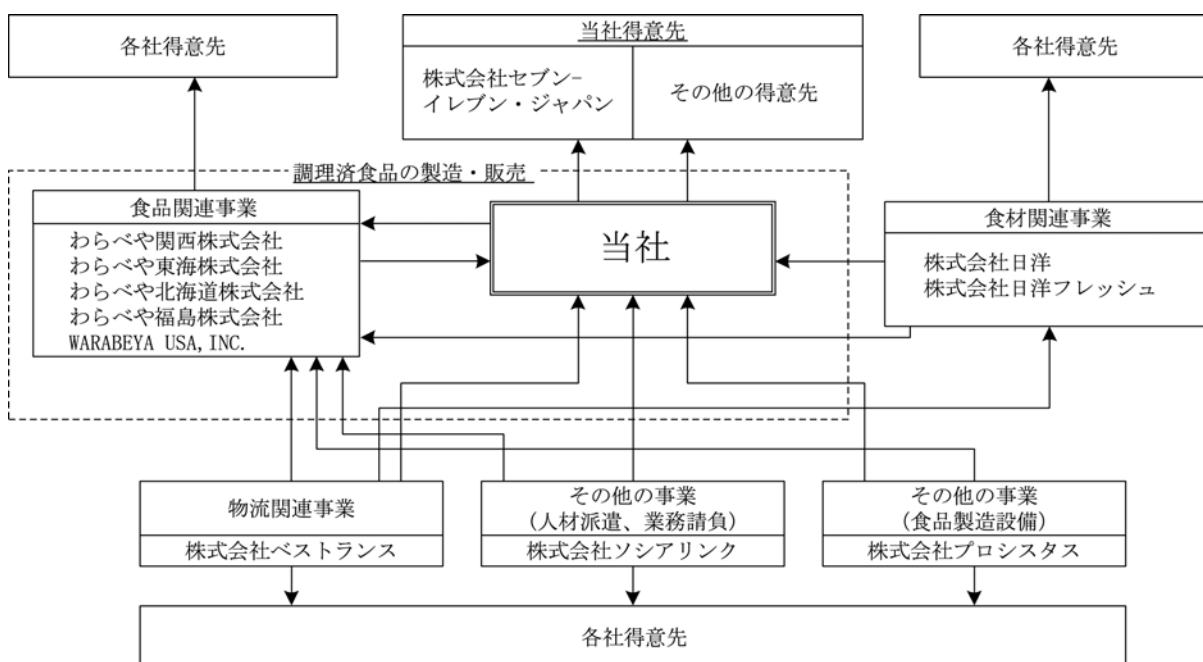 各社得意先
当社得意先
株式会社セブン-
イレブン・ジャパン
その他の得意先
各社得意先
調理済食品の製造・販売
食品関連事業
わらべや関西株式会社
わらべや東海株式会社
わらべや北海道株式会社
わらべや福島株式会社
WARABEYA USA,INC.
当社
食材関連事業
株式会社日洋
株式会社日洋フレッシュ
物流関連事業
株式会社ベストランス
その他の事業
(人材派遣、業務請負)
株式会社ソシアリンク
その他の事業
(食品製造設備)
株式会社プロシスタス
各社得意先